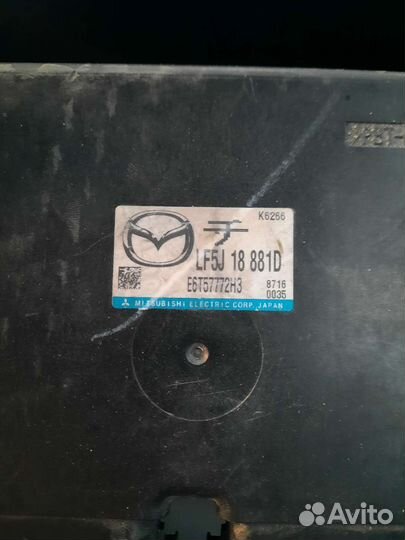 K6266
LF5J 18 881D
E6T57772H3
8716
0035
MITSUBISHI ELECTRIC CORP. JAPAN
Avito